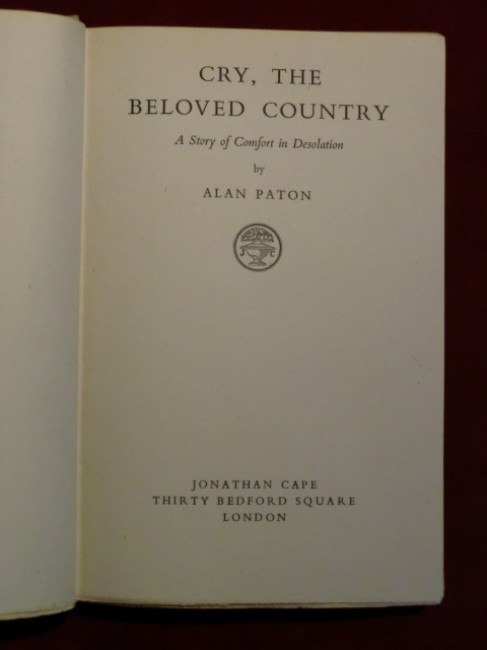 CRY, THE
BELOVED COUNTRY
A Story of Comfort in Desolation
by
ALAN PATON
J C
JONATHAN CAPE
THIRTY BEDFORD SQUARE
LONDON